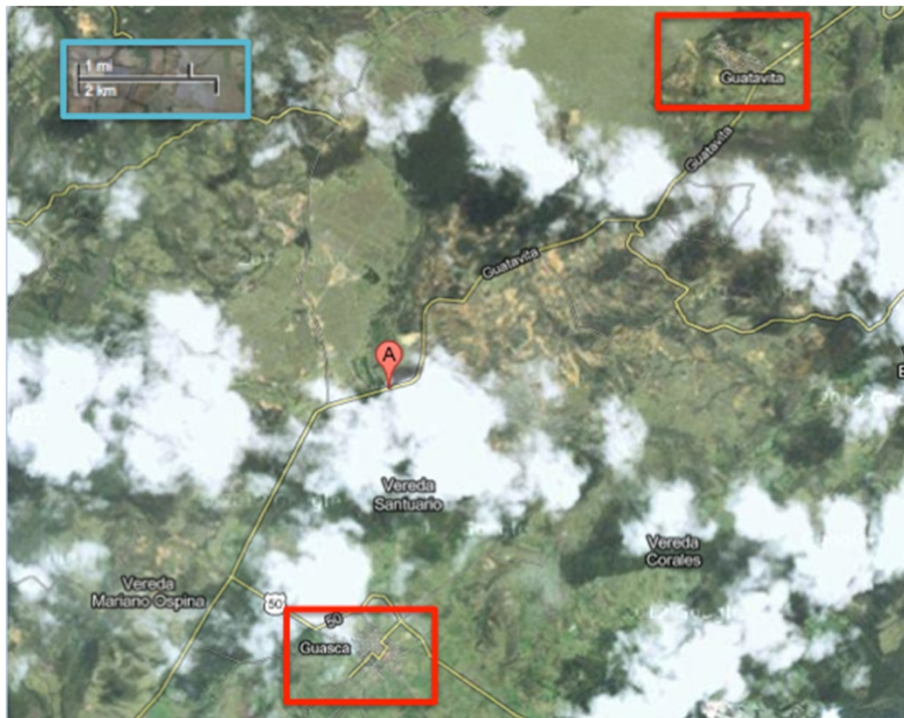 1 mi
2 km
Guatavita
Guatavita
Guatavita
A
Vereda
Santuario
Vereda
Corales
Vereda
Mariano Ospina
50
50
Guasca